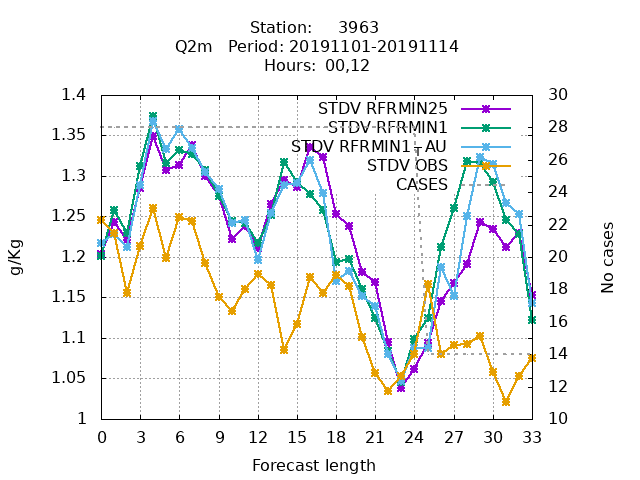 Station:     3963
Q2m   Period: 20191101-20191114
Hours: 00,12
1.4
1.35
1.3
1.25
1.2
1.15
1.1
1.05
1
g/Kg
STDV RFRMIN25
STDV RFRMIN1
STDV RFRMIN1+AU
STDV OBS
CASES
30
28
26
24
22
20
18
16
14
12
10
No cases
0 3 6 9 12 15 18 21 24 27 30 33
Forecast length